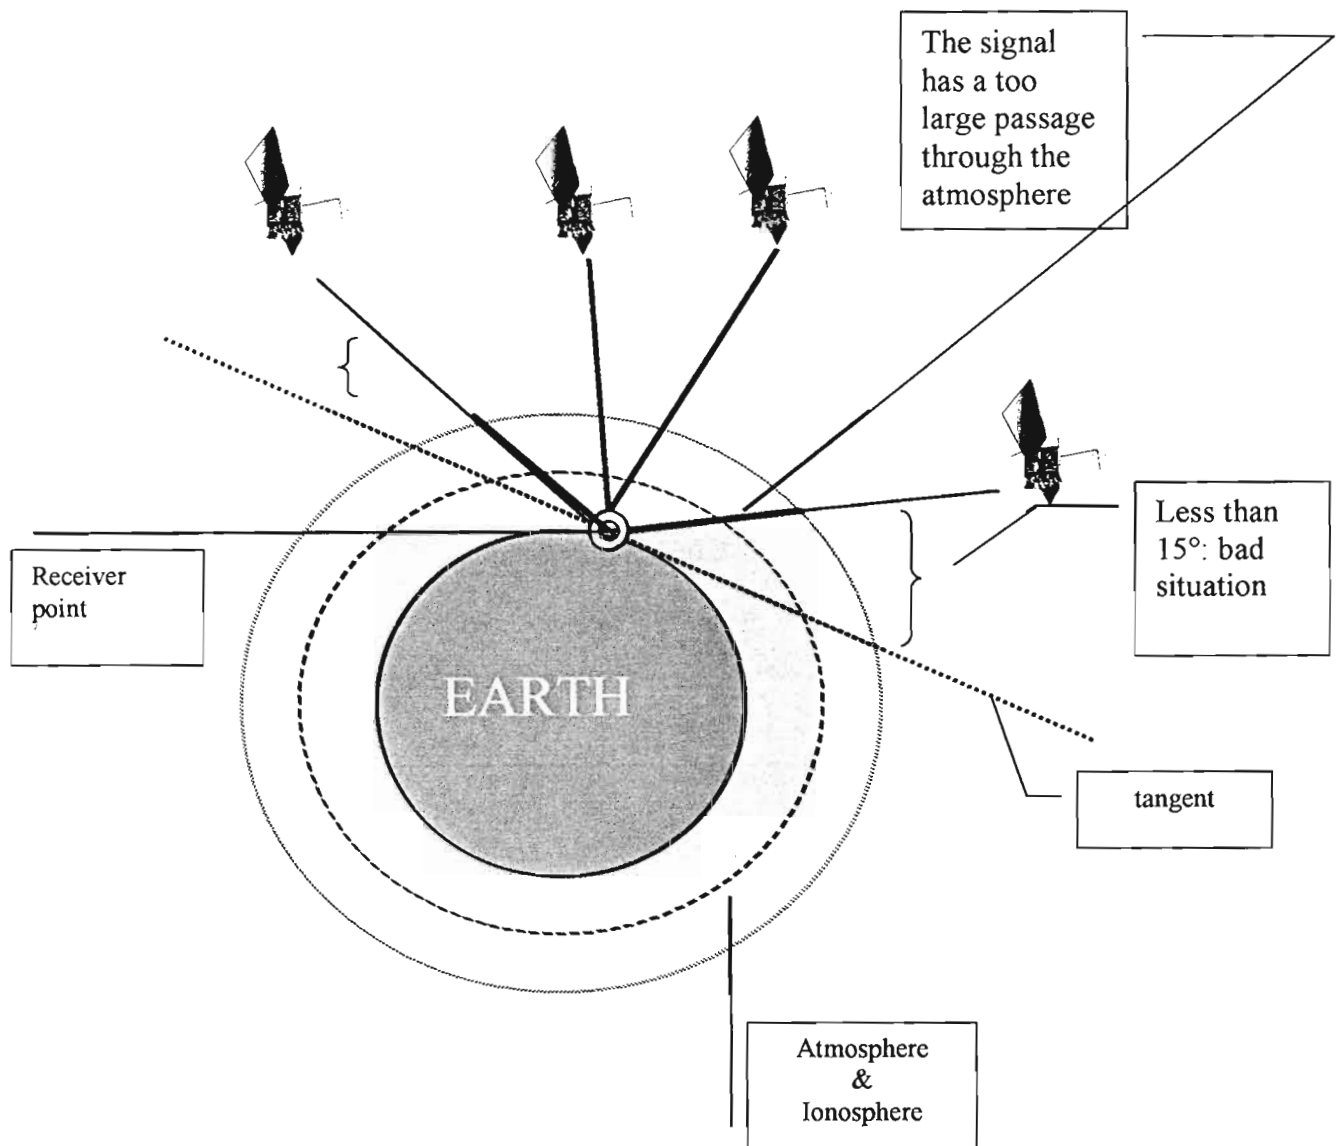 The signal
has a too
large passage
through the
atmosphere
Receiver
point
Less than
15°: bad
situation
EARTH
tangent
Atmosphere
&
Ionosphere